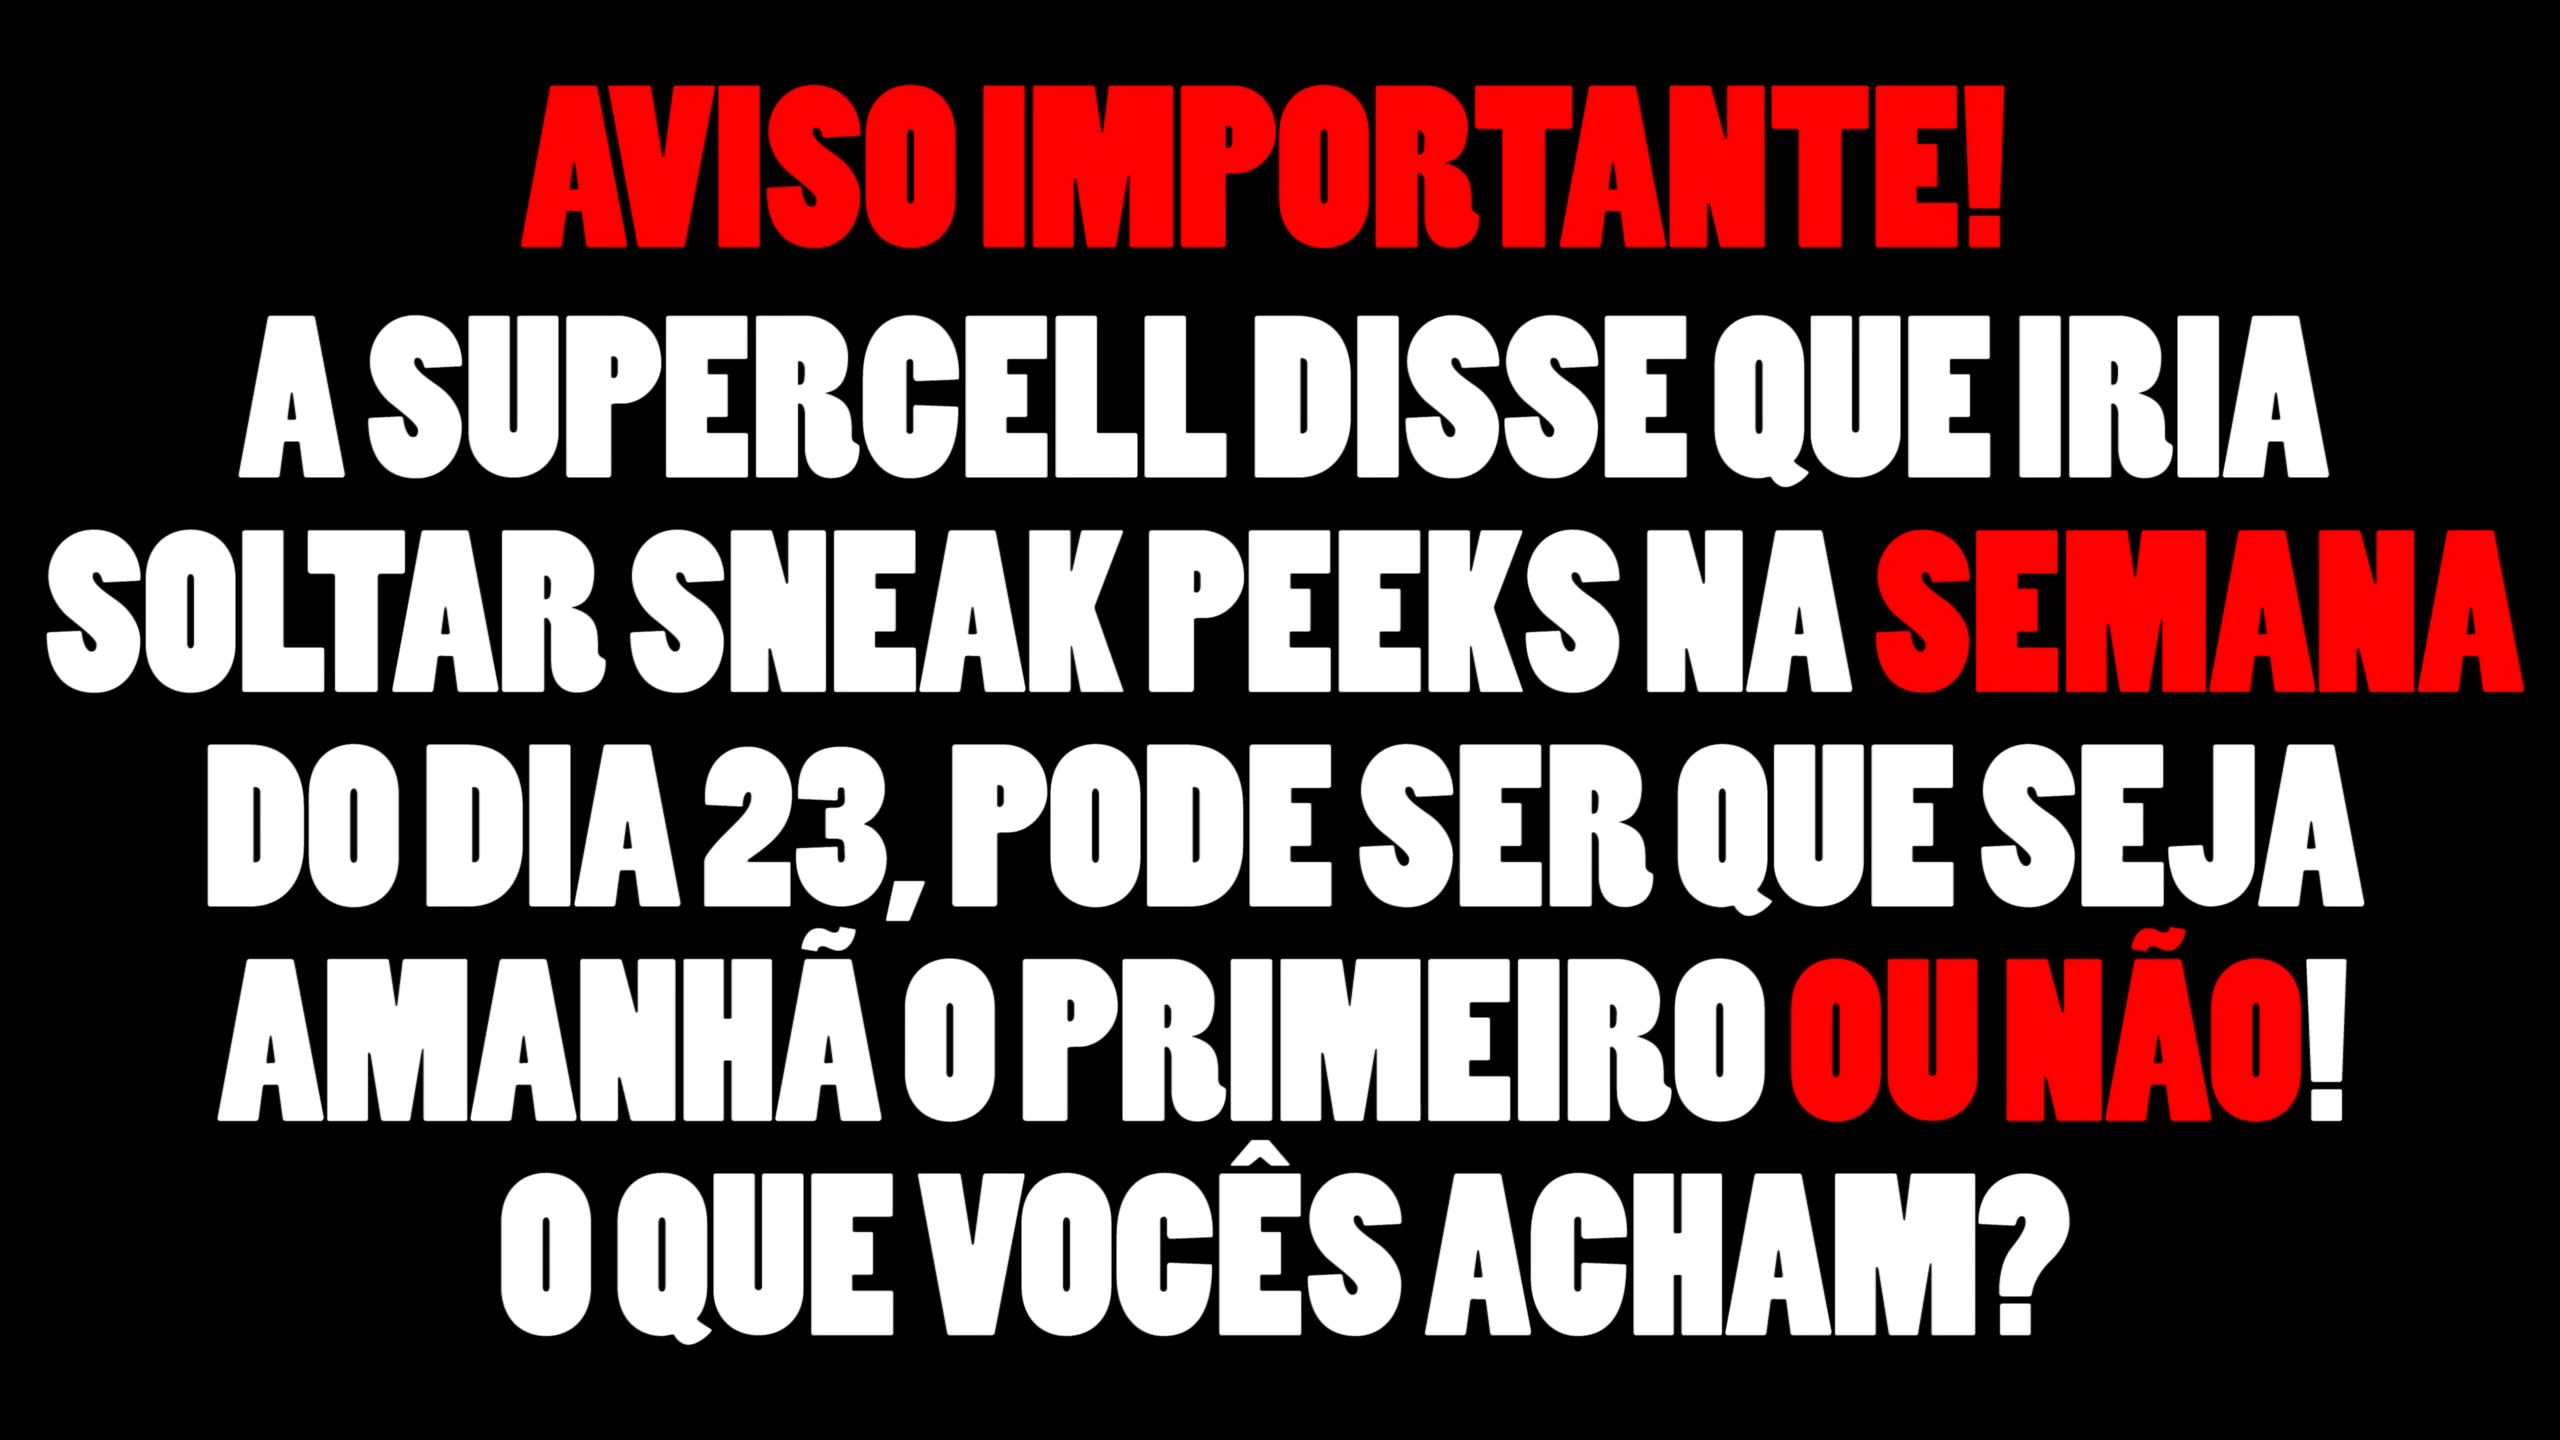 AVISO IMPORTANTE!
A SUPERCELL DISSE QUE IRIA
SOLTAR SNEAK PEEKS NA SEMANA
DO DIA 23, PODE SER QUE SEJA
AMANHÃ O PRIMEIRO OU NÃO!
O QUE VOCÊS ACHAM?